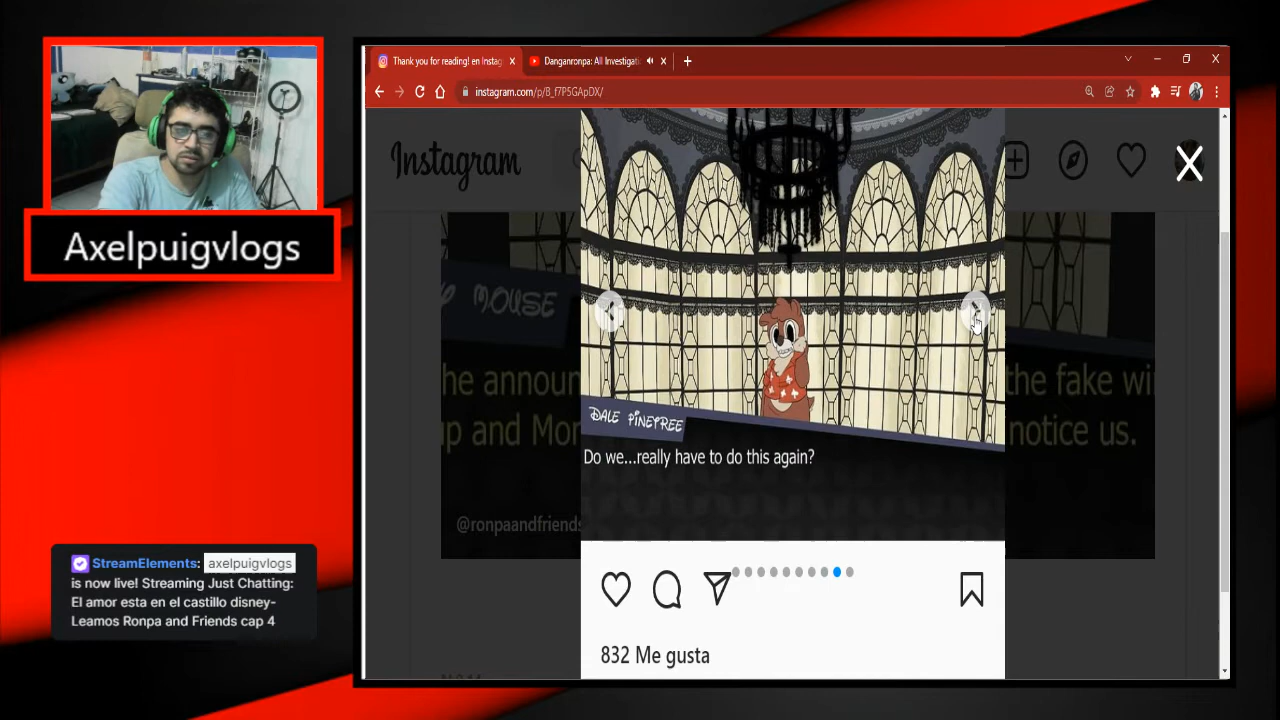 Thank you for reading! en Instag
Danganronpa: All Investigati
instagram.com/p/B_f7P5GApDX/
Instagram
Axelpuigvlogs
MOUSE
DALE PINETREE
he announ
the fake wi
up and Mor
notice us.
Do we...really have to do this again?
@ronpaandfriends
StreamElements: axelpuigvlogs
is now live! Streaming Just Chatting:
El amor esta en el castillo disney-
Leamos Ronpa and Friends cap 4
832 Me gusta